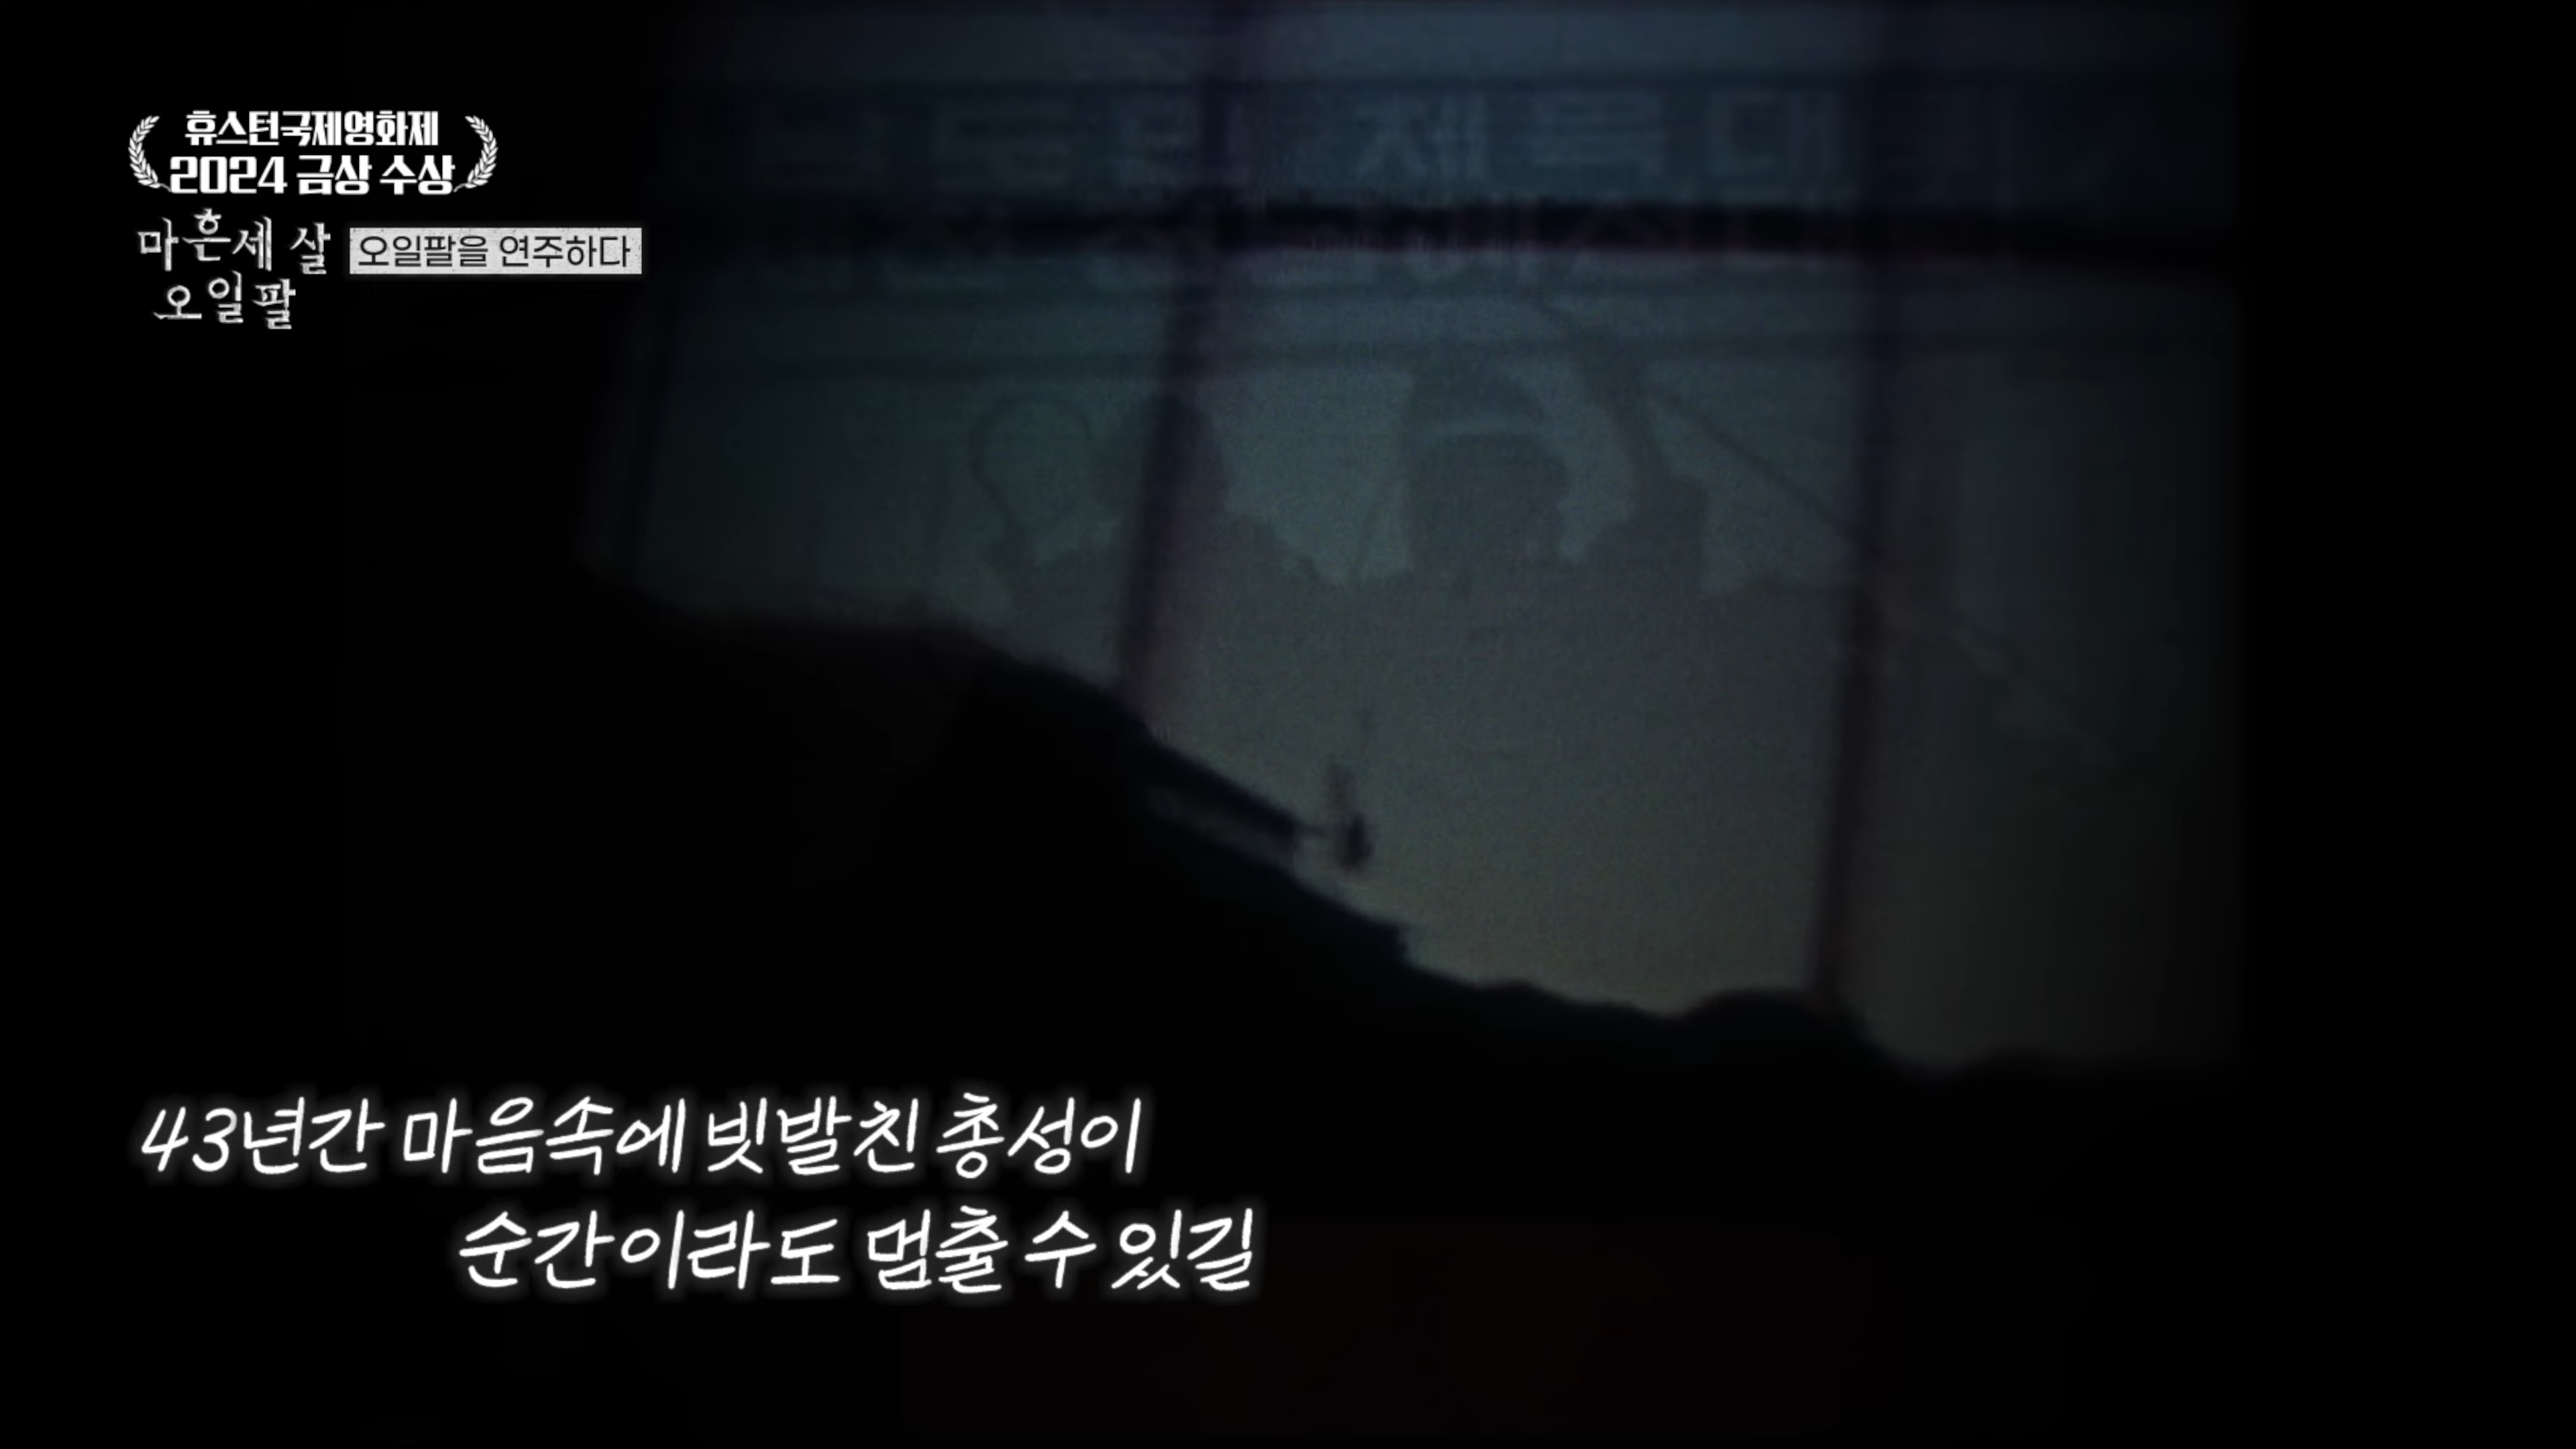 휴스턴국제영화제
2024 금상 수상
마흔세 살
오일팔
오일팔을 연주하다
43년간 마음속에 빗발친 총성이
순간이라도 멈출 수 있길